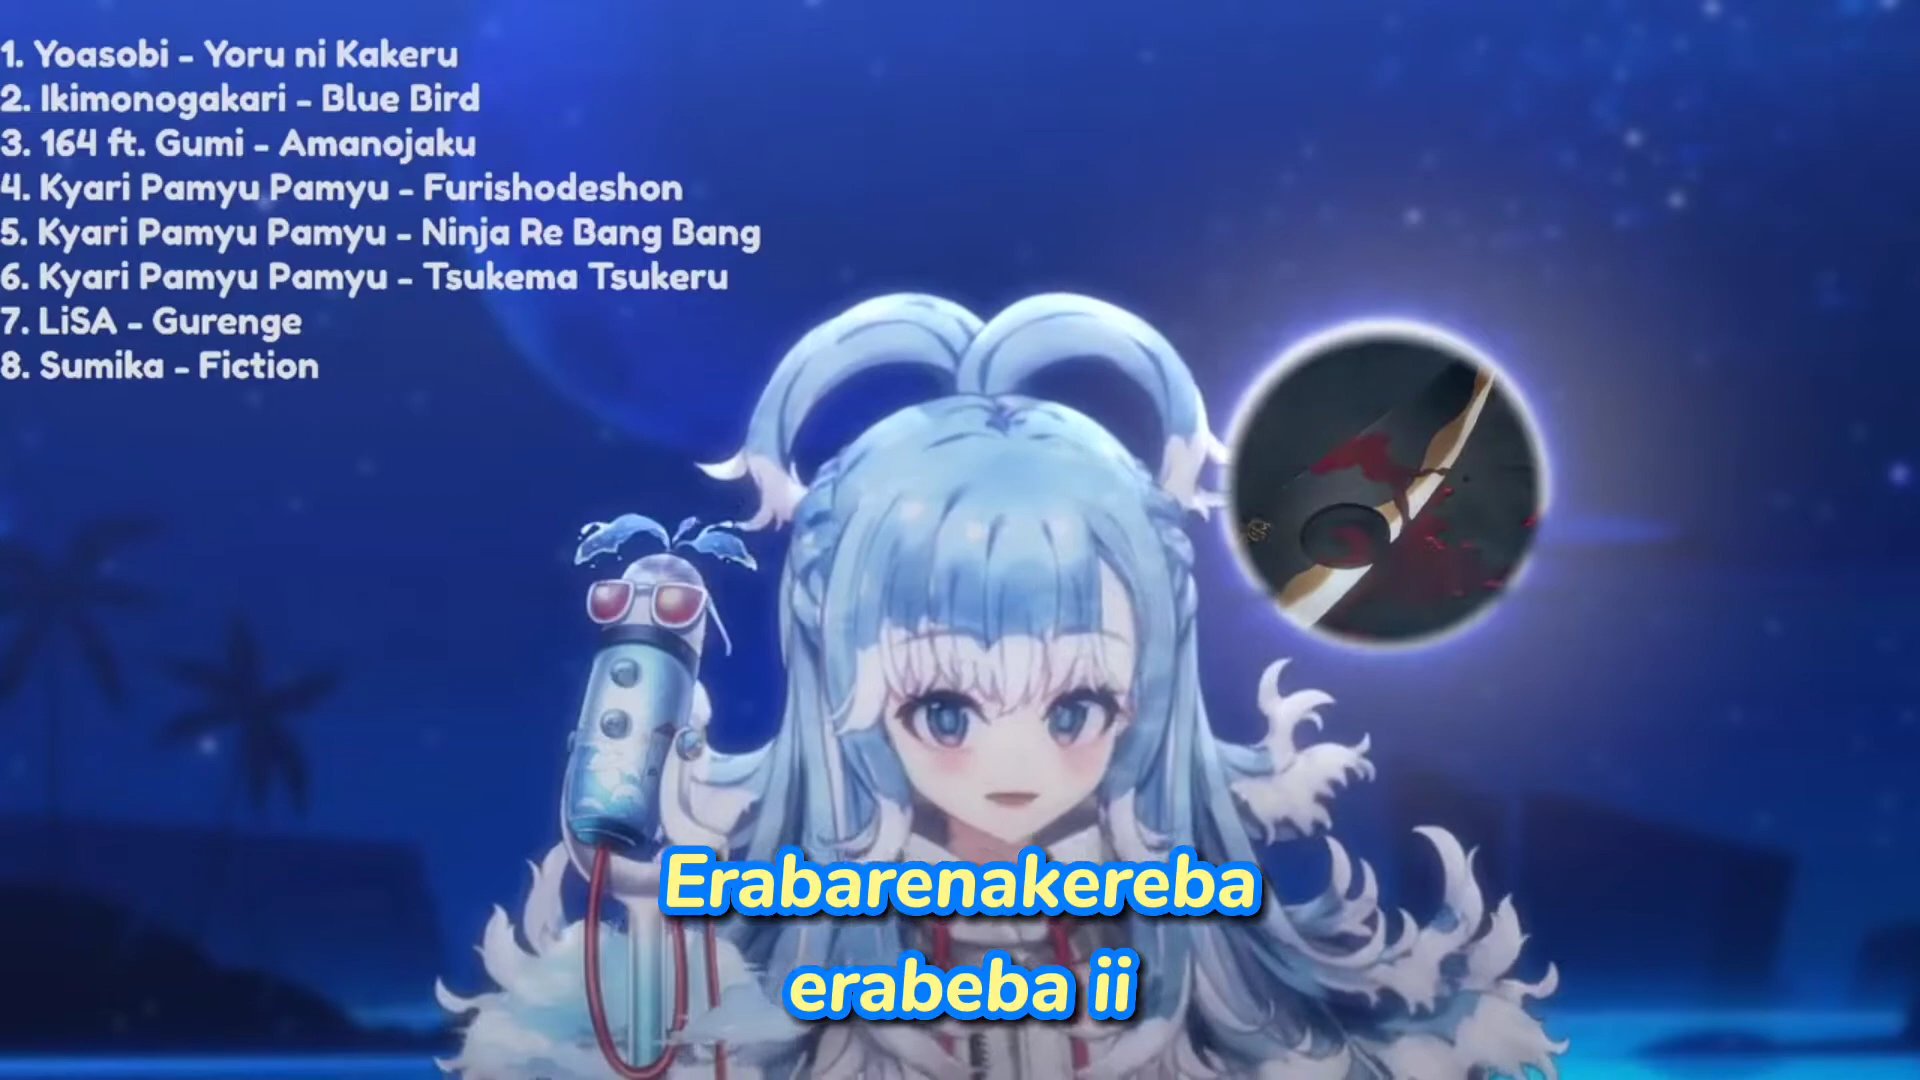 1. Yoasobi - Yoru ni Kakeru
2. Ikimonogakari - Blue Bird
3. 164 ft. Gumi - Amanojaku
4. Kyari Pamyu Pamyu - Furishodeshon
5. Kyari Pamyu Pamyu - Ninja Re Bang Bang
6. Kyari Pamyu Pamyu - Tsukema Tsukeru
7. LiSA - Gurenge
8. Sumika - Fiction
Erabarenakereba
erabeba ii